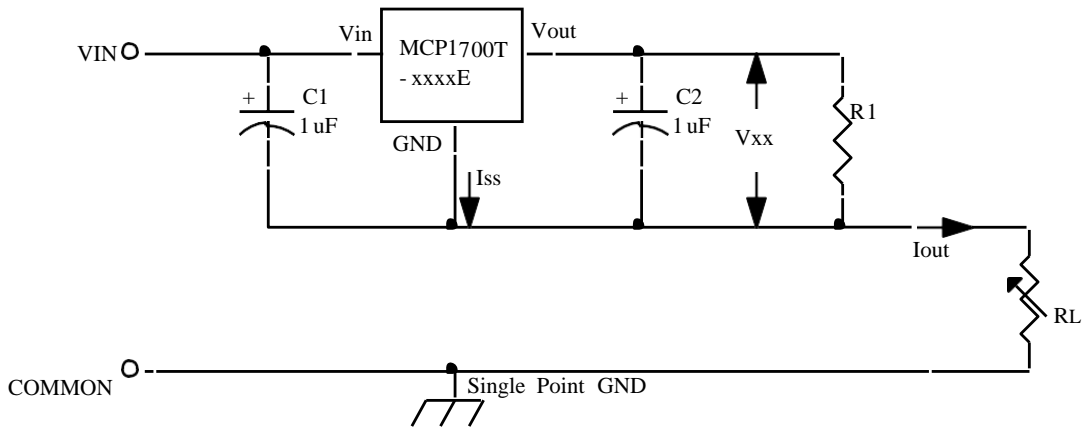 VIN
Vin
MCP1700T
- xxxxE
Vout
GND
+
C1
1 uF
+
C2
1 uF
Vxx
R1
Iss
Iout
RL
COMMON
Single Point GND